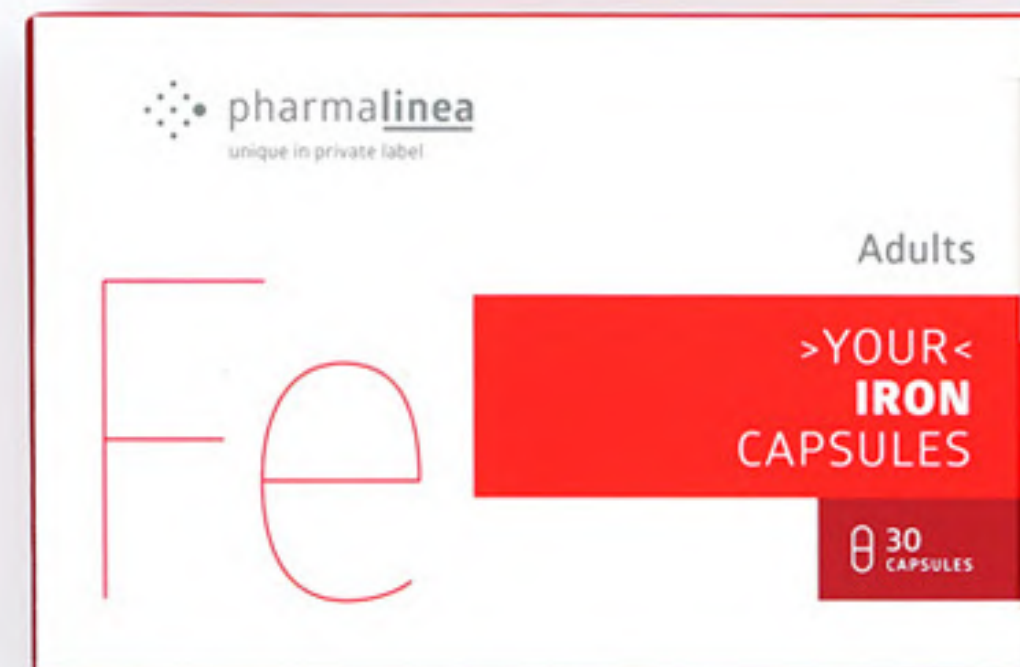 pharmalinea
unique in private label
Adults
Fe
>YOUR<
IRON
CAPSULES
30
CAPSULES